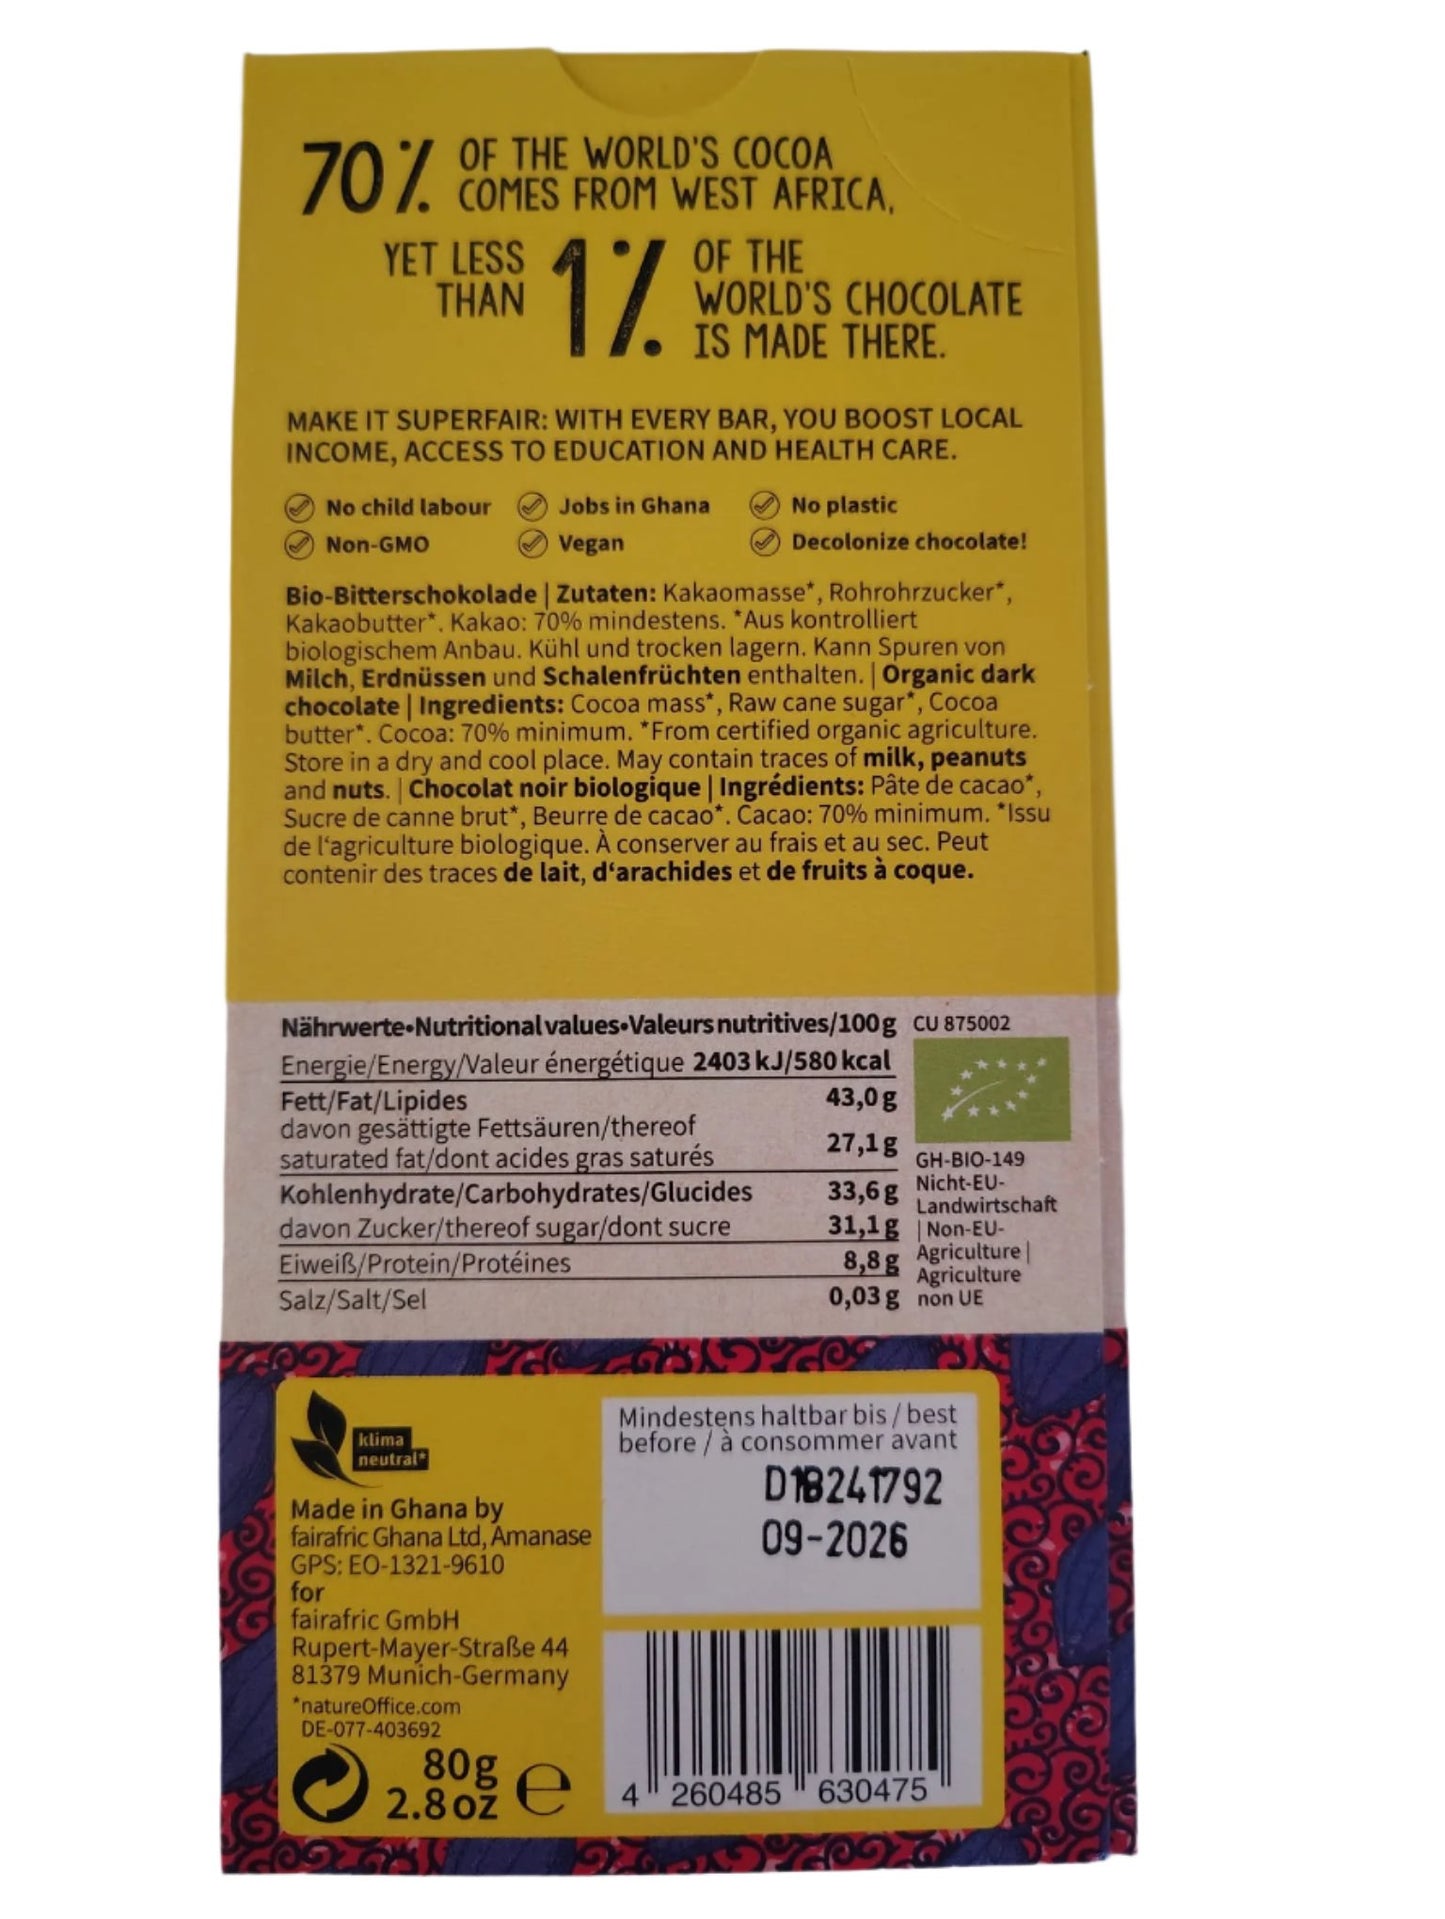 70% OF THE WORLD'S COCOA
COMES FROM WEST AFRICA,
YET LESS THAN 1% OF THE
WORLD'S CHOCOLATE
IS MADE THERE.
MAKE IT SUPERFAIR: WITH EVERY BAR, YOU BOOST LOCAL
INCOME, ACCESS TO EDUCATION AND HEALTH CARE.
No child labour Jobs in Ghana No plastic
Non-GMO Vegan Decolonize chocolate!
Bio-Bitterschokolade | Zutaten: Kakaomasse*, Rohrohrzucker*,
Kakaobutter*. Kakao: 70% mindestens. *Aus kontrolliert
biologischem Anbau. Kühl und trocken lagern. Kann Spuren von
Milch, Erdnüssen und Schalenfrüchten enthalten. | Organic dark
chocolate | Ingredients: Cocoa mass*, Raw cane sugar*, Cocoa
butter*. Cocoa: 70% minimum. *From certified organic agriculture.
Store in a dry and cool place. May contain traces of milk, peanuts
and nuts. | Chocolat noir biologique | Ingrédients: Pâte de cacao*,
Sucre de canne brut*, Beurre de cacao*. Cacao: 70% minimum. *Issu
de l‘agriculture biologique. À conserver au frais et au sec. Peut
contenir des traces de lait, d‘arachides et de fruits à coque.
Nährwerte•Nutritional values•Valeurs nutritives/100g
Energie/Energy/Valeur énergétique 2403 kJ/580 kcal
Fett/Fat/Lipides 43,0 g
davon gesättigte Fettsäuren/thereof
saturated fat/dont acides gras saturés 27,1 g
Kohlenhydrate/Carbohydrates/Glucides 33,6 g
davon Zucker/thereof sugar/dont sucre 31,1 g
Eiweiß/Protein/Protéines 8,8 g
Salz/Salt/Sel 0,03 g
CU 875002
GH-BIO-149
Nicht-EU-
Landwirtschaft
| Non-EU-
Agriculture |
Agriculture
non UE
klima
neutral*
Made in Ghana by
fairafric Ghana Ltd, Amanase
GPS: EO-1321-9610
for
fairafric GmbH
Rupert-Mayer-Straße 44
81379 Munich-Germany
*natureOffice.com
DE-077-403692
80g
2.8 oz
e
Mindestens haltbar bis / best
before / à consommer avant
D18241792
09-2026
4 260485 630475